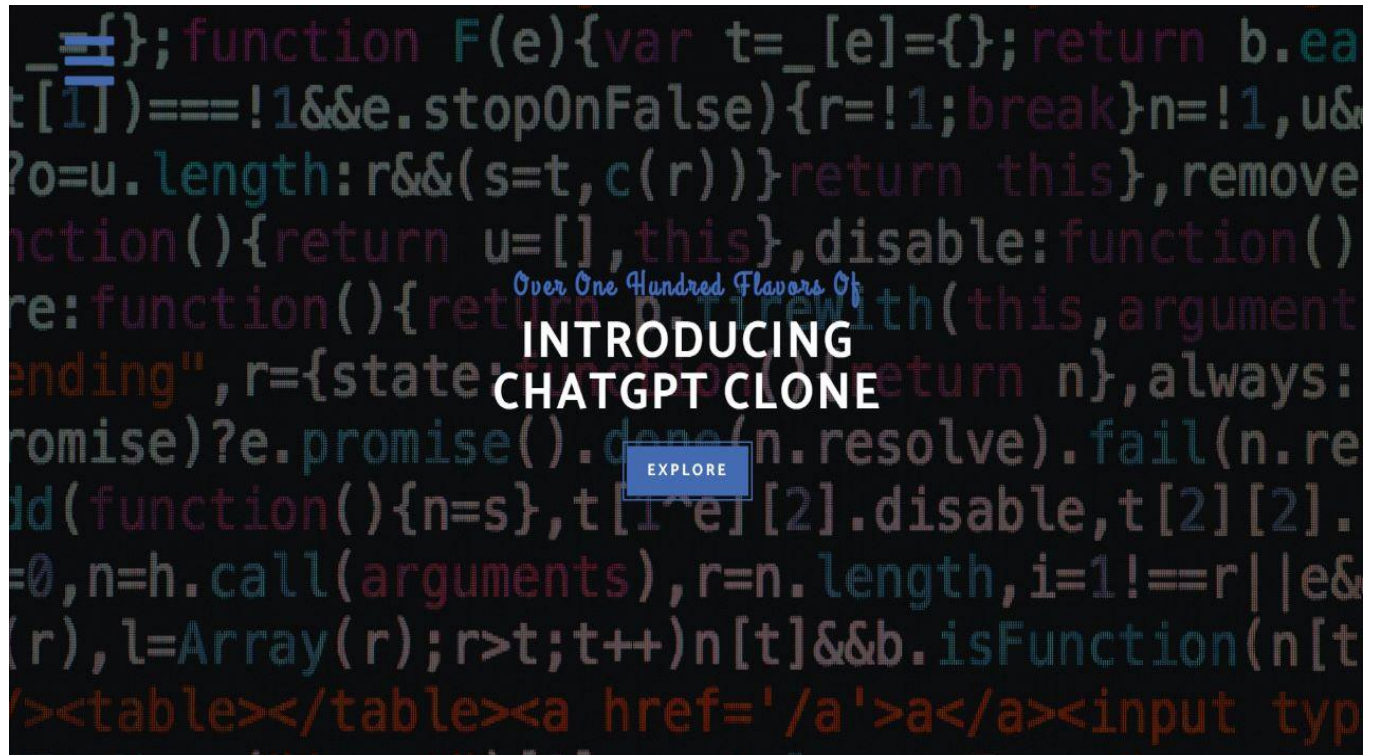 _={};function F(e){var t=_[e]={};return b.ea
t[1])===!1&&e.stopOnFalse){r=!1;break}n=!1,u&
?o=u.length:r&&(s=t,c(r))}return this},remove
nction(){return u=[],this},disable:function()
Over One Hundred Flavors Of
re:function(){return b.fireWith(this,argument
INTRODUCING
ending",r={state:function(){return n},always:
CHATGPT CLONE
romise)?e.promise().done(n.resolve).fail(n.re
EXPLORE
dd(function(){n=s},t[1^e][2].disable,t[2][2].
=0,n=h.call(arguments),r=n.length,i=1!==r||e&
(r),l=Array(r);r>t;t++)n[t]&&b.isFunction(n[t
/><table></table><a href='/a'>a</a><input typ